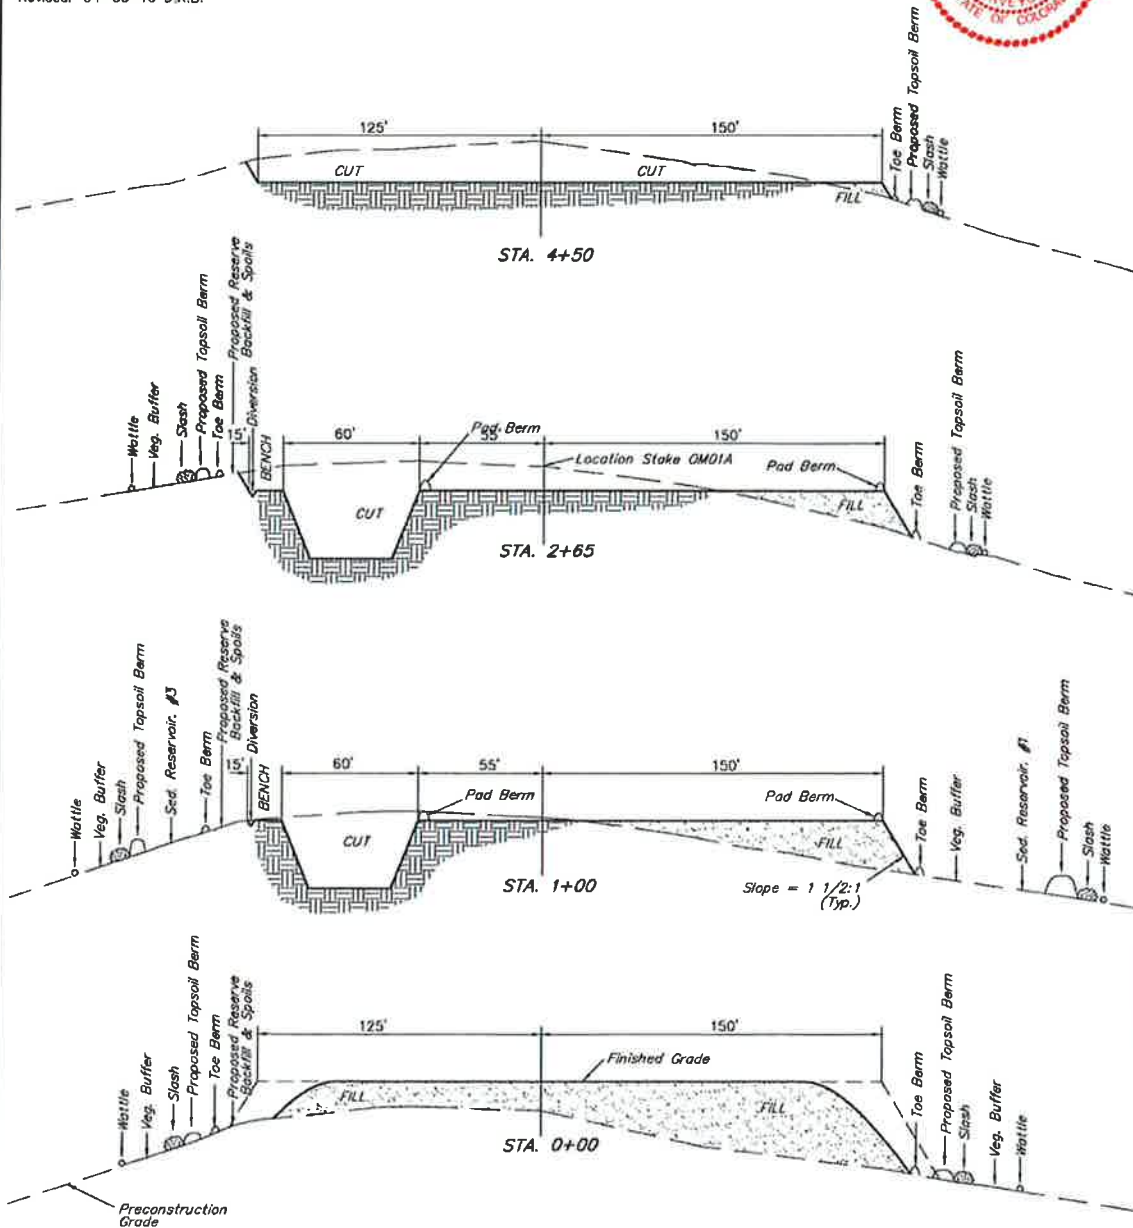 STATE OF COLORA
125'
150'
Toe Berm
Proposed Topsoil Berm
Slash
Wattle
CUT
CUT
FILL
STA. 4+50
Wattle
Veg. Buffer
Slash
Proposed Topsoil Berm
Toe Berm
Proposed Reserve
Backfill & Spoils
Diversion
15'
BENCH
60'
55'
Pad Berm
150'
Location Stake OM01A
Pad Berm
Toe Berm
Proposed Topsoil Berm
Slash
Wattle
CUT
FILL
STA. 2+65
Wattle
Veg. Buffer
Slash
Proposed Topsoil Berm
Sed. Reservoir. #3
Toe Berm
Proposed Reserve
Backfill & Spoils
Diversion
15'
BENCH
60'
55'
150'
Pad Berm
Pad Berm
Toe Berm
Veg. Buffer
Sed. Reservoir. #1
Proposed Topsoil Berm
Slash
Wattle
CUT
FILL
STA. 1+00
Slope = 1 1/2:1
(Typ.)
Wattle
Veg. Buffer
Slash
Proposed Topsoil Berm
Toe Berm
Proposed Reserve
Backfill & Spoils
125'
150'
Finished Grade
Toe Berm
Proposed Topsoil Berm
Slash
Veg. Buffer
Wattle
FILL
FILL
STA. 0+00
Preconstruction
Grade